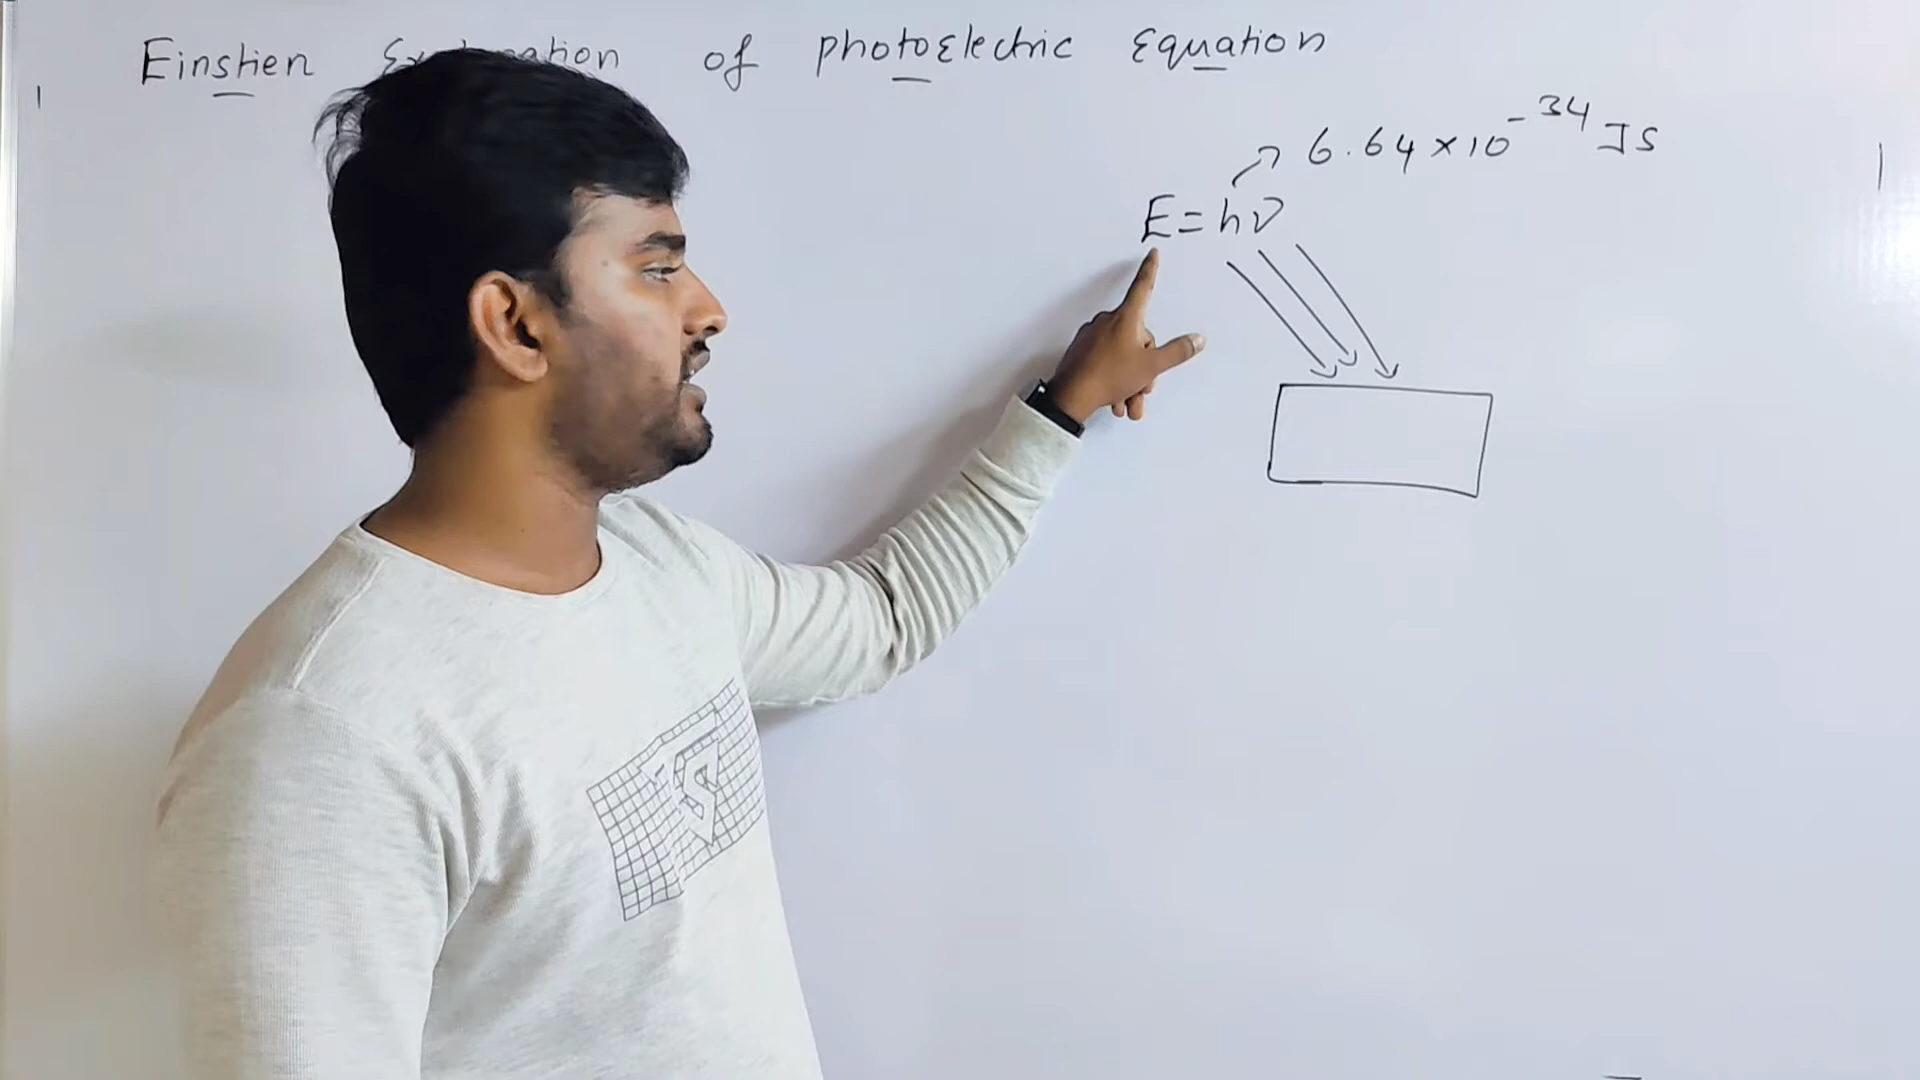 Einstien of photoelectric Equation
6.64 × 10⁻³⁴ JS
E = hν